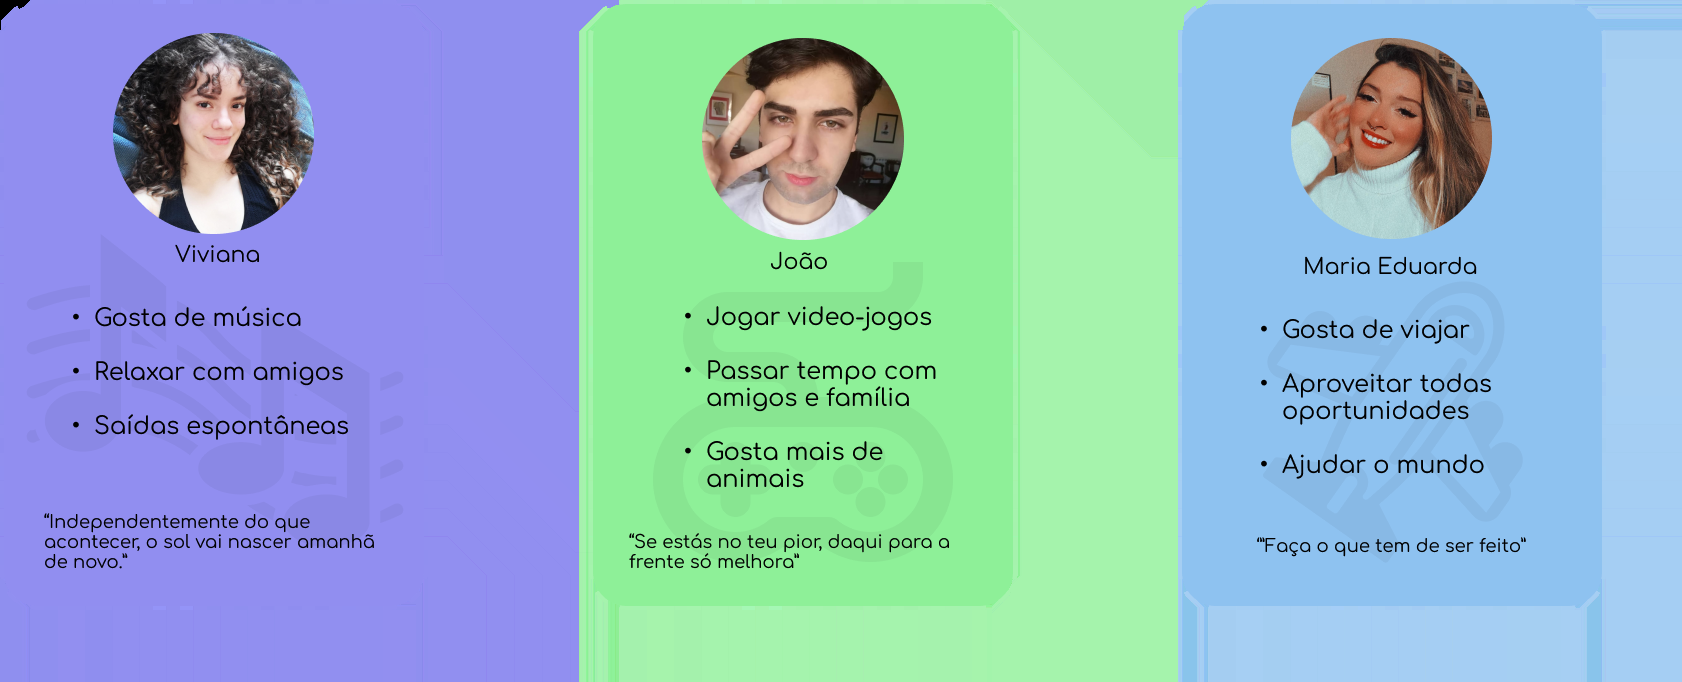 Viviana
• Gosta de música
• Relaxar com amigos
• Saídas espontâneas
“Independentemente do que
acontecer, o sol vai nascer amanhã
de novo.”
João
• Jogar video-jogos
• Passar tempo com
amigos e família
• Gosta mais de
animais
“Se estás no teu pior, daqui para a
frente só melhora”
Maria Eduarda
• Gosta de viajar
• Aproveitar todas
oportunidades
• Ajudar o mundo
“”Faça o que tem de ser feito”